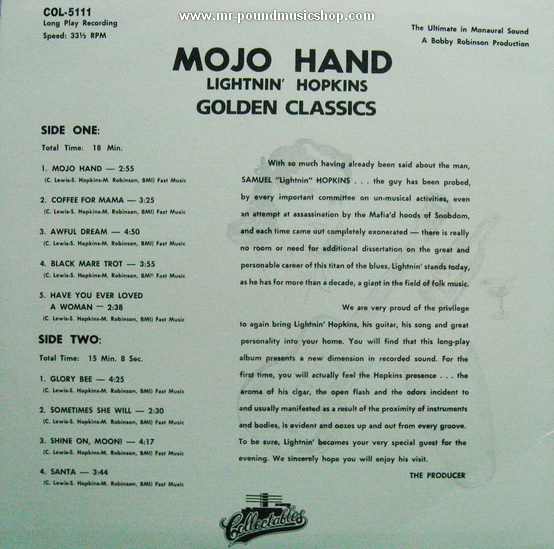 www.mr-poundmusicshop.com
COL-5111
Long Play Recording
Speed: 33⅓ RPM
The Ultimate in Monaural Sound
A Bobby Robinson Production
MOJO HAND
LIGHTNIN' HOPKINS
GOLDEN CLASSICS
SIDE ONE:
Total Time: 18 Min.
1. MOJO HAND — 2:55
(C. Lewis-S. Hopkins-M. Robinson, BMI) Fast Music
2. COFFEE FOR MAMA — 3:25
(C. Lewis-S. Hopkins-M. Robinson, BMI) Fast Music
3. AWFUL DREAM — 4:50
(C. Lewis-S. Hopkins-M. Robinson, BMI) Fast Music
4. BLACK MARE TROT — 3:55
(C. Lewis-S. Hopkins-M. Robinson, BMI) Fast Music
5. HAVE YOU EVER LOVED
A WOMAN — 2:38
(C. Lewis-S. Hopkins-M. Robinson, BMI) Fast Music
SIDE TWO:
Total Time: 15 Min. 8 Sec.
1. GLORY BEE — 4:25
(C. Lewis-S. Hopkins-M. Robinson, BMI) Fast Music
2. SOMETIMES SHE WILL — 2:30
(C. Lewis-S. Hopkins-M. Robinson, BMI) Fast Music
3. SHINE ON, MOON! — 4:17
(C. Lewis-S. Hopkins-M. Robinson, BMI) Fast Music
4. SANTA — 3:44
(C. Lewis-S. Hopkins-M. Robinson, BMI) Fast Music
With so much having already been said about the man,
SAMUEL "Lightnin" HOPKINS . . . the guy has been probed,
by every important committee on un-musical activities, even
an attempt at assassination by the Mafia'd hoods of Snobdom,
and each time came out completely exonerated — there is really
no room or need for additional dissertation on the great and
personable career of this titan of the blues. Lightnin' stands today,
as he has for more than a decade, a giant in the field of folk music.
We are very proud of the privilege
to again bring Lightnin' Hopkins, his guitar, his song and great
personality into your home. You will find that this long-play
album presents a new dimension in recorded sound. For the
first time, you will actually feel the Hopkins presence . . . the
aroma of his cigar, the open flash and the odors incident to
and usually manifested as a result of the proximity of instruments
and bodies, is evident and oozes up and out from every groove.
To be sure, Lightnin' becomes your very special guest for the
evening. We sincerely hope you will enjoy his visit.
THE PRODUCER
Collectables